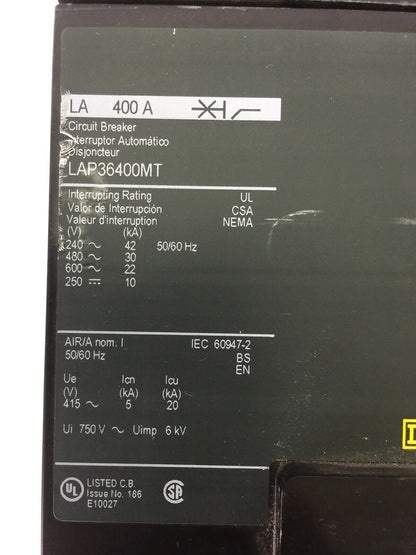 LA 400 A
Circuit Breaker
Interruptor Automático
Disjoncteur
LAP36400MT
Interrupting Rating UL
Valor de Interrupción CSA
Valeur d'interruption NEMA
(V) (kA)
240 ~ 42 50/60 Hz
480 ~ 30
600 ~ 22
250 ⎓ 10
AIR/A nom. I IEC 60947-2
50/60 Hz BS
EN
Ue Icn Icu
(V) (kA) (kA)
415 ~ 5 20
Ui 750 V ~ Uimp 6 kV
UL LISTED C.B.
Issue No. 186
E10027
SA